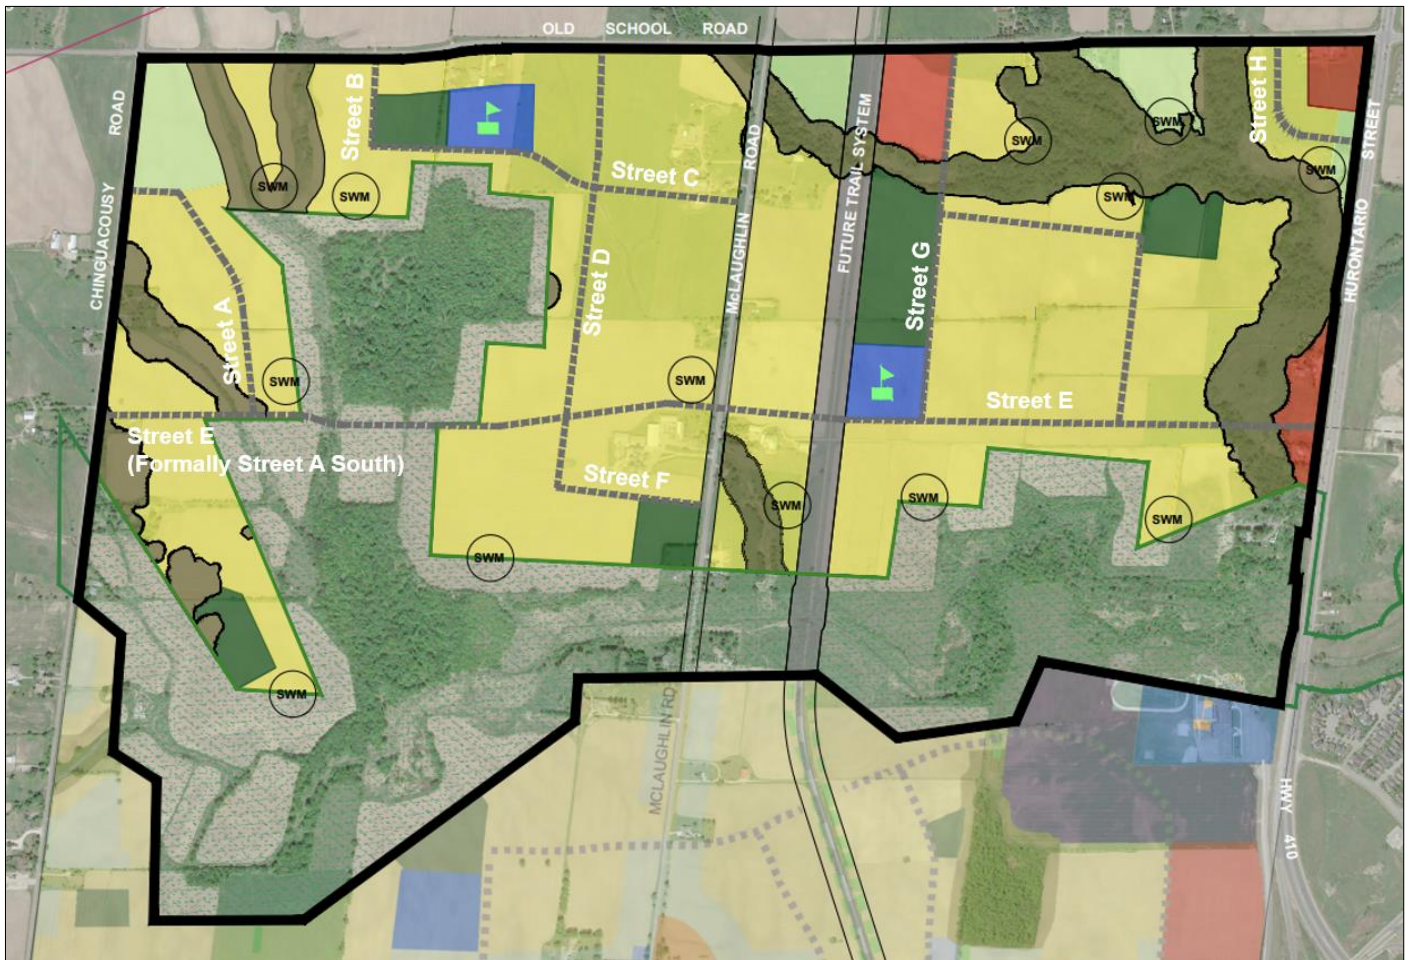 OLD SCHOOL ROAD
CHINGUACOUSY ROAD
Street B
Street C
McLAUGHLIN ROAD
FUTURE TRAIL SYSTEM
Street H
HURONTARIO STREET
SWM
SWM
SWM
SWM
SWM
SWM
Street A
Street D
Street G
SWM
SWM
SWM
Street E
Street E
(Formally Street A South)
Street F
SWM
SWM
SWM
SWM
SWM
MCLAUGHLIN RD
HWY 410